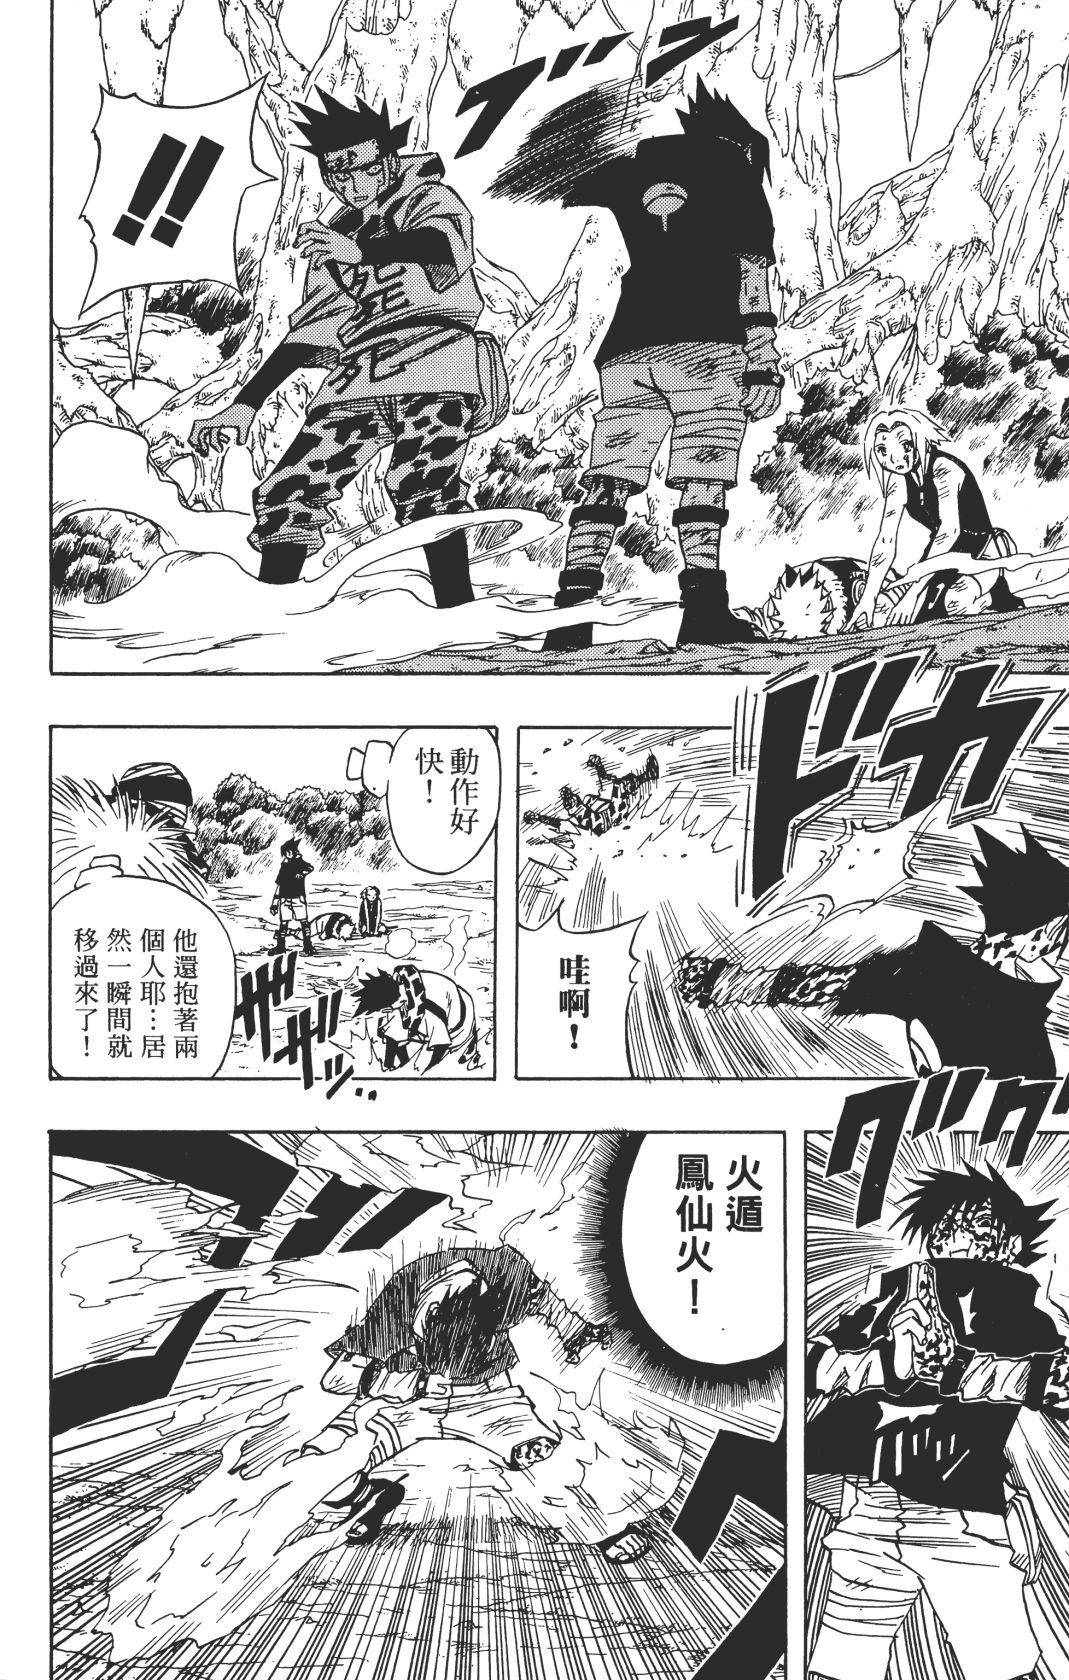 ブン
!!
死
死
ドカ
哇啊！
動作好
快！
他還抱著兩
個人耶…居
然一瞬間就
移過來了！
ザザッ…
ググ
火遁
鳳仙火！